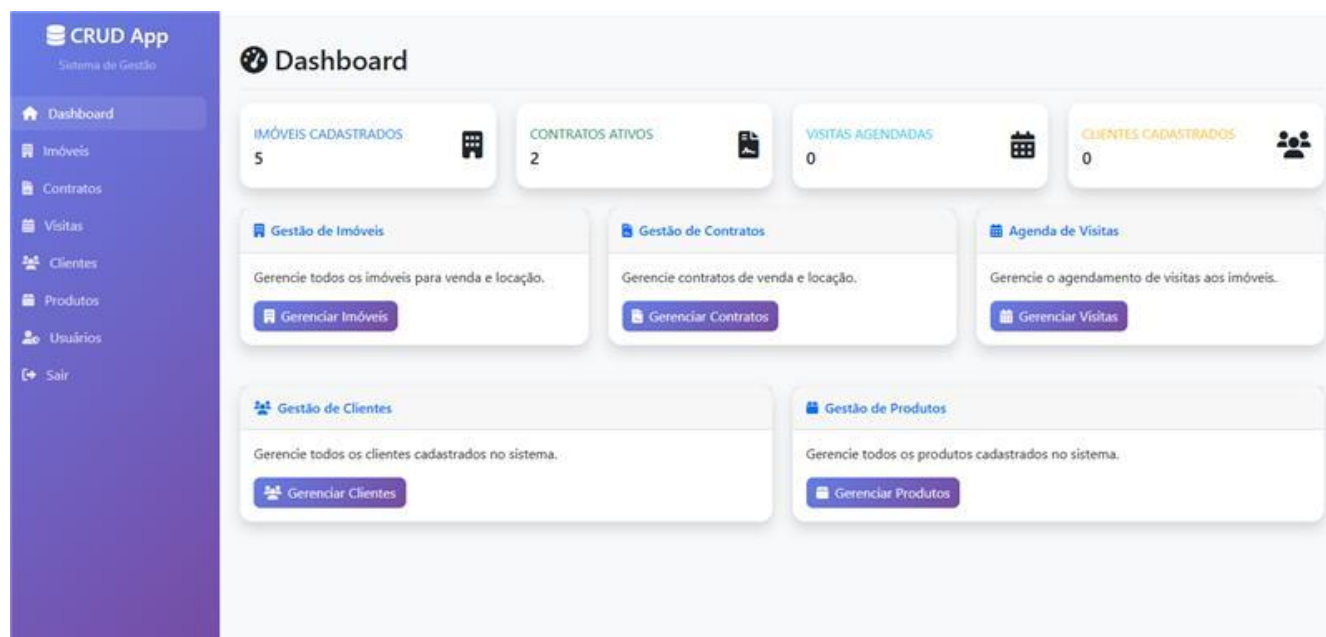 CRUD App
Sistema de Gestão
Dashboard
Imóveis
Contratos
Visitas
Clientes
Produtos
Usuários
Sair
Dashboard
IMÓVEIS CADASTRADOS
5
CONTRATOS ATIVOS
2
VISITAS AGENDADAS
0
CLIENTES CADASTRADOS
0
Gestão de Imóveis
Gerencie todos os imóveis para venda e locação.
Gerenciar Imóveis
Gestão de Contratos
Gerencie contratos de venda e locação.
Gerenciar Contratos
Agenda de Visitas
Gerencie o agendamento de visitas aos imóveis.
Gerenciar Visitas
Gestão de Clientes
Gerencie todos os clientes cadastrados no sistema.
Gerenciar Clientes
Gestão de Produtos
Gerencie todos os produtos cadastrados no sistema.
Gerenciar Produtos